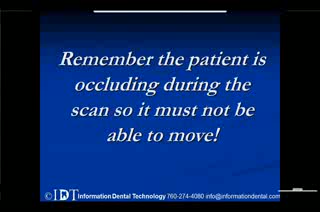 Remember the patient is
occluding during the
scan so it must not be
able to move!
© IDT Information Dental Technology 760-274-4080 info@informationdental.com